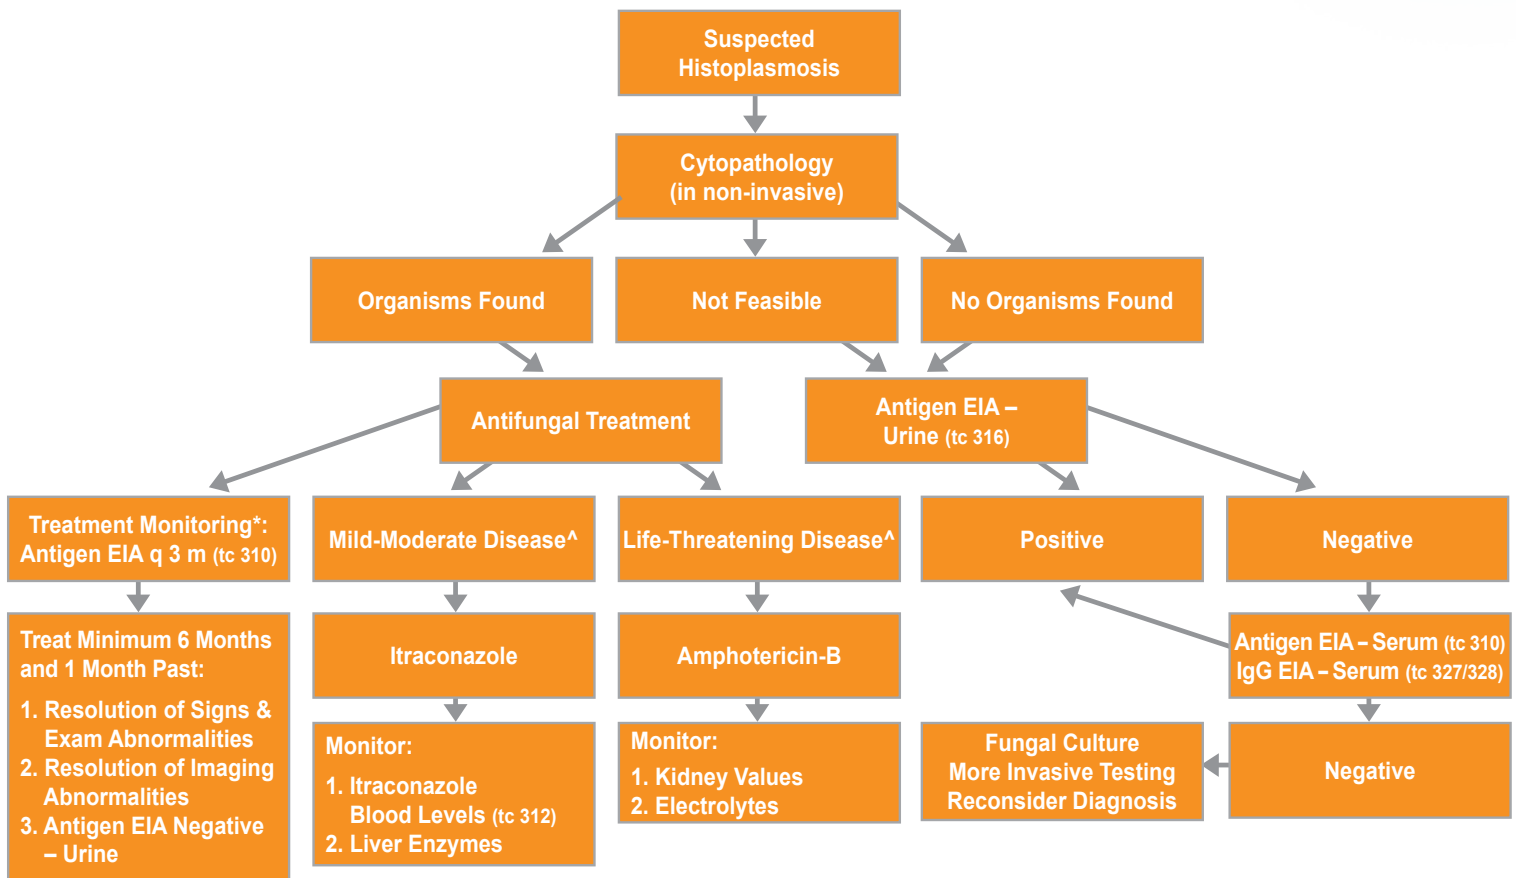 Suspected
Histoplasmosis
Cytopathology
(in non-invasive)
Organisms Found
Not Feasible
No Organisms Found
Antifungal Treatment
Antigen EIA –
Urine (tc 316)
Treatment Monitoring*:
Antigen EIA q 3 m (tc 310)
Mild-Moderate Disease^
Life-Threatening Disease^
Positive
Negative
Treat Minimum 6 Months
and 1 Month Past:
1. Resolution of Signs &
Exam Abnormalities
2. Resolution of Imaging
Abnormalities
3. Antigen EIA Negative
– Urine
Itraconazole
Amphotericin-B
Antigen EIA – Serum (tc 310)
IgG EIA – Serum (tc 327/328)
Monitor:
1. Itraconazole
Blood Levels (tc 312)
2. Liver Enzymes
Monitor:
1. Kidney Values
2. Electrolytes
Fungal Culture
More Invasive Testing
Reconsider Diagnosis
Negative